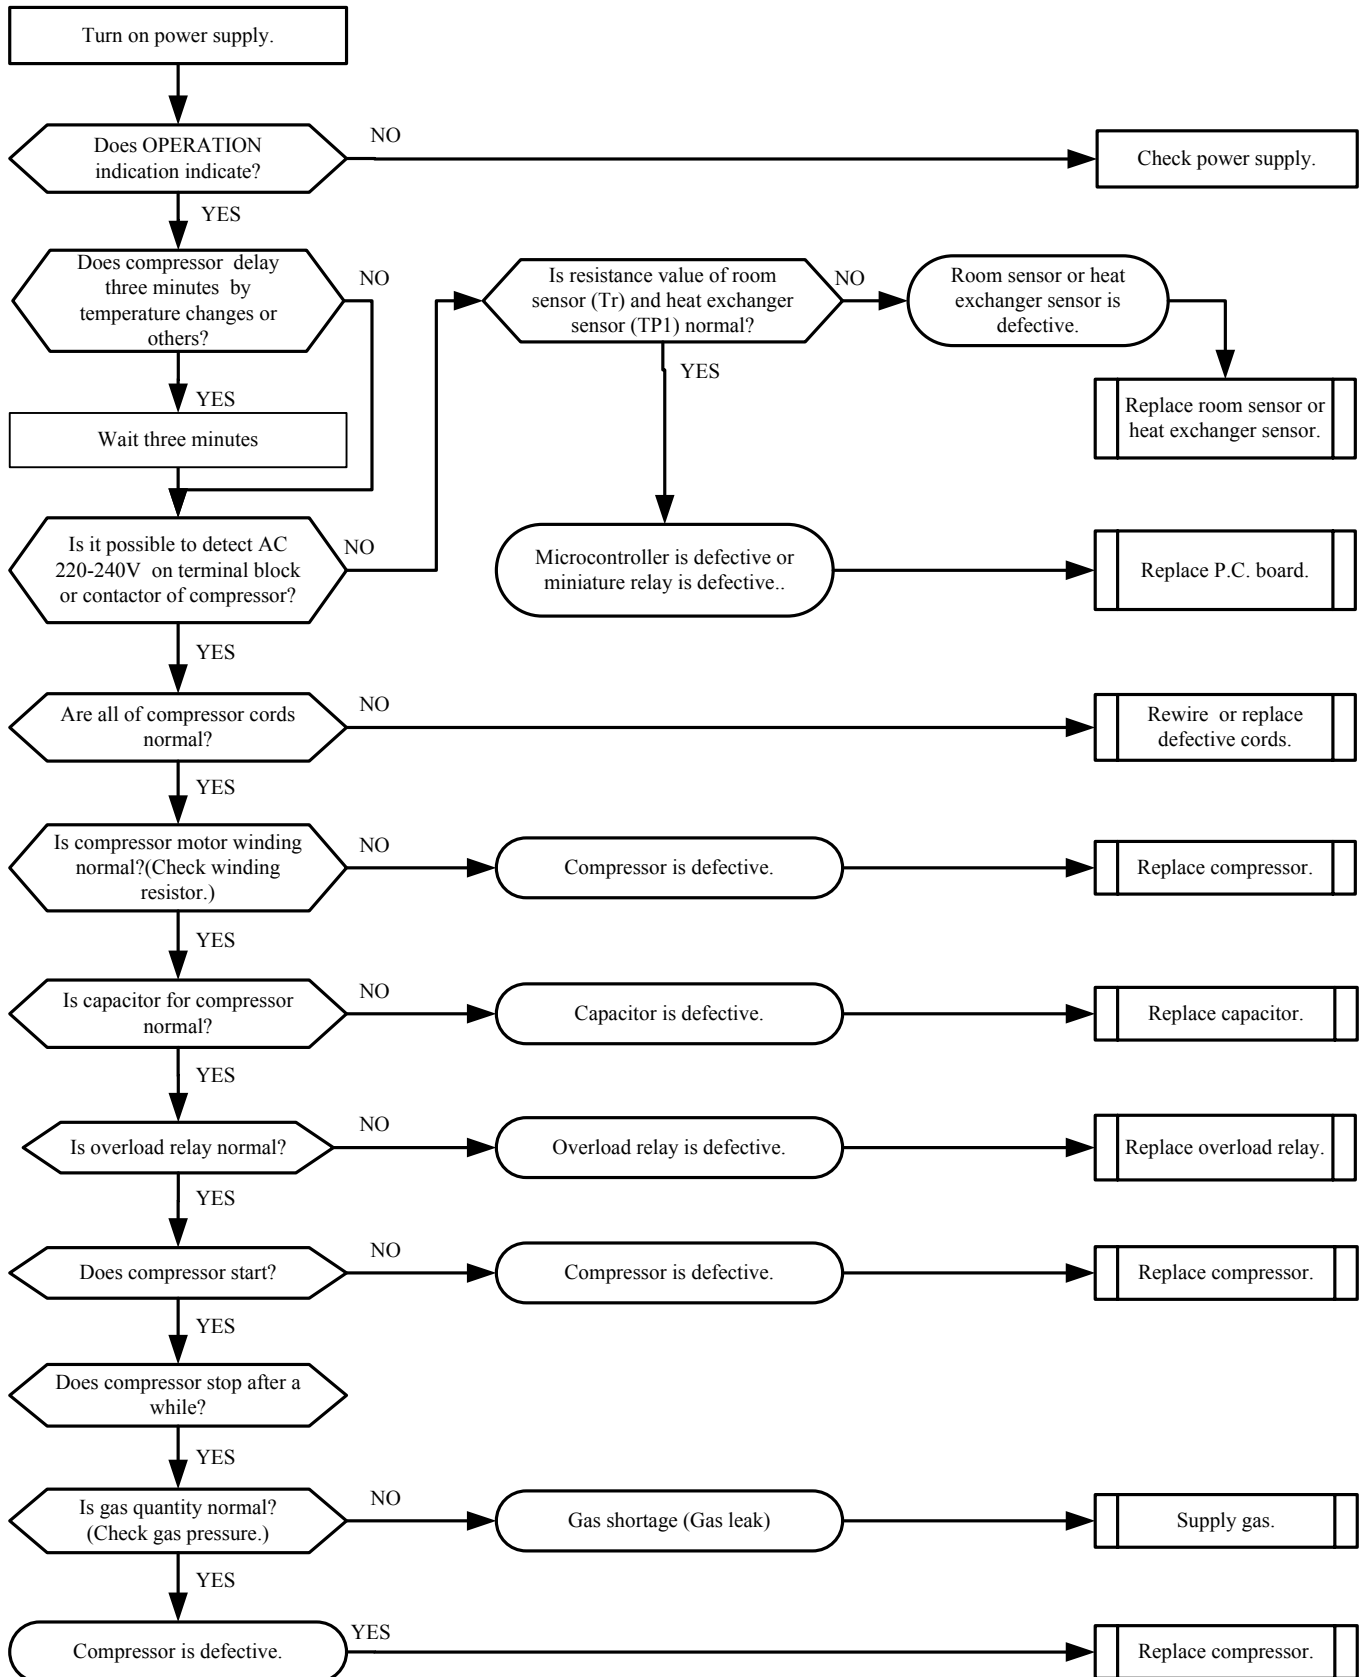 Turn on power supply.
Does OPERATION
indication indicate?
NO
Check power supply.
YES
Does compressor delay
three minutes by
temperature changes or
others?
NO
Is resistance value of room
sensor (Tr) and heat exchanger
sensor (TP1) normal?
NO
Room sensor or heat
exchanger sensor is
defective.
YES
YES
Replace room sensor or
heat exchanger sensor.
Wait three minutes
Is it possible to detect AC
220-240V on terminal block
or contactor of compressor?
NO
Microcontroller is defective or
miniature relay is defective..
Replace P.C. board.
YES
Are all of compressor cords
normal?
NO
Rewire or replace
defective cords.
YES
Is compressor motor winding
normal?(Check winding
resistor.)
NO
Compressor is defective.
Replace compressor.
YES
Is capacitor for compressor
normal?
NO
Capacitor is defective.
Replace capacitor.
YES
Is overload relay normal?
NO
Overload relay is defective.
Replace overload relay.
YES
Does compressor start?
NO
Compressor is defective.
Replace compressor.
YES
Does compressor stop after a
while?
YES
Is gas quantity normal?
(Check gas pressure.)
NO
Gas shortage (Gas leak)
Supply gas.
YES
Compressor is defective.
YES
Replace compressor.